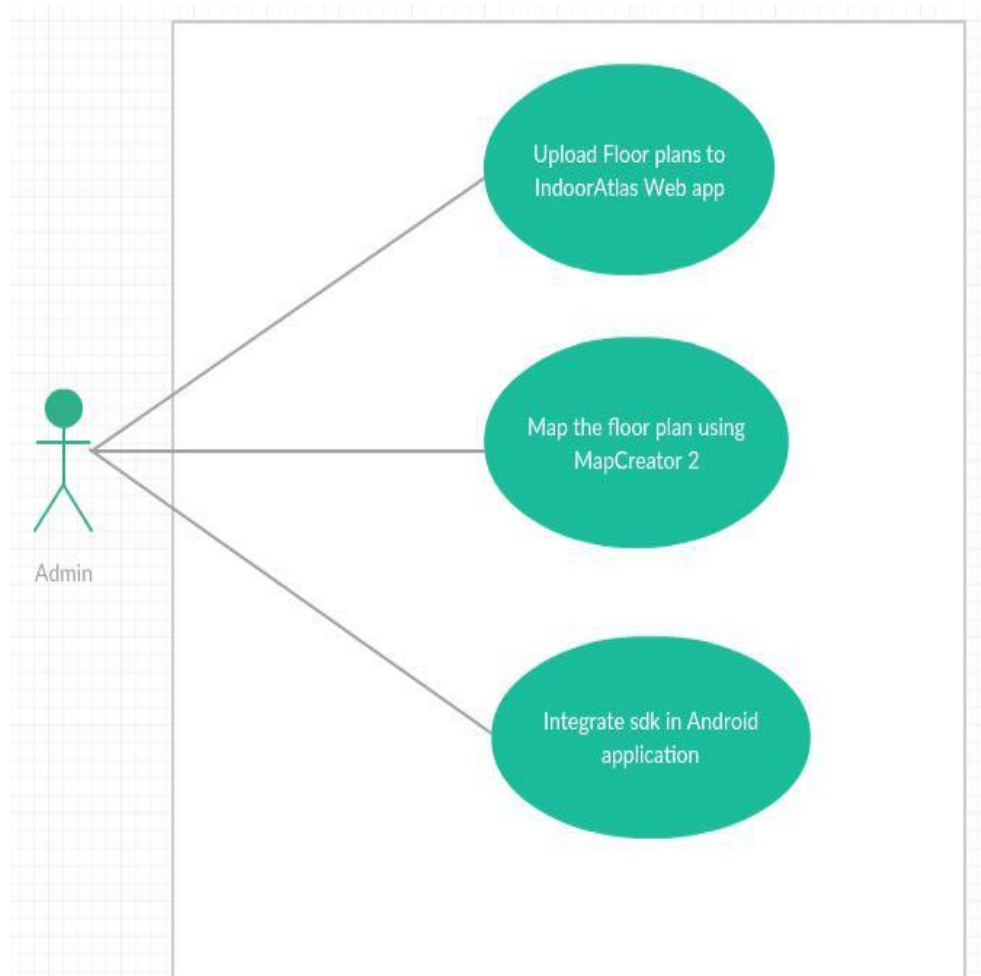 Upload Floor plans to
IndoorAtlas Web app
Map the floor plan using
MapCreator 2
Admin
Integrate sdk in Android
application